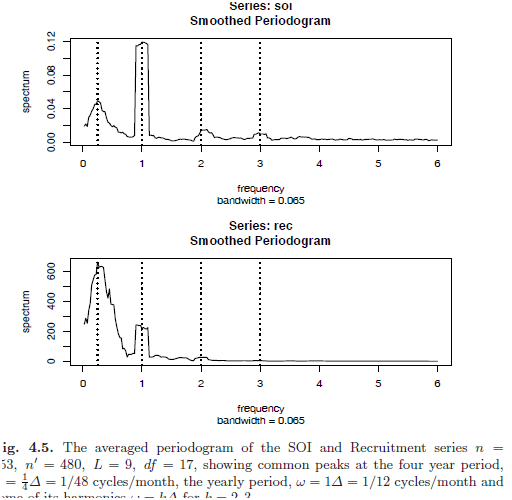 Series: soi
Smoothed Periodogram
0.12
0.08
0.04
0.00
spectrum
0 1 2 3 4 5 6
frequency
bandwidth = 0.065
Series: rec
Smoothed Periodogram
600
400
200
0
spectrum
0 1 2 3 4 5 6
frequency
bandwidth = 0.065
ig. 4.5. The averaged periodogram of the SOI and Recruitment series n =
53, n′ = 480, L = 9, df = 17, showing common peaks at the four year period,
= ¼Δ = 1/48 cycles/month, the yearly period, ω = 1Δ = 1/12 cycles/month and
of its harmonics ω = kΔ for k = 2, 3